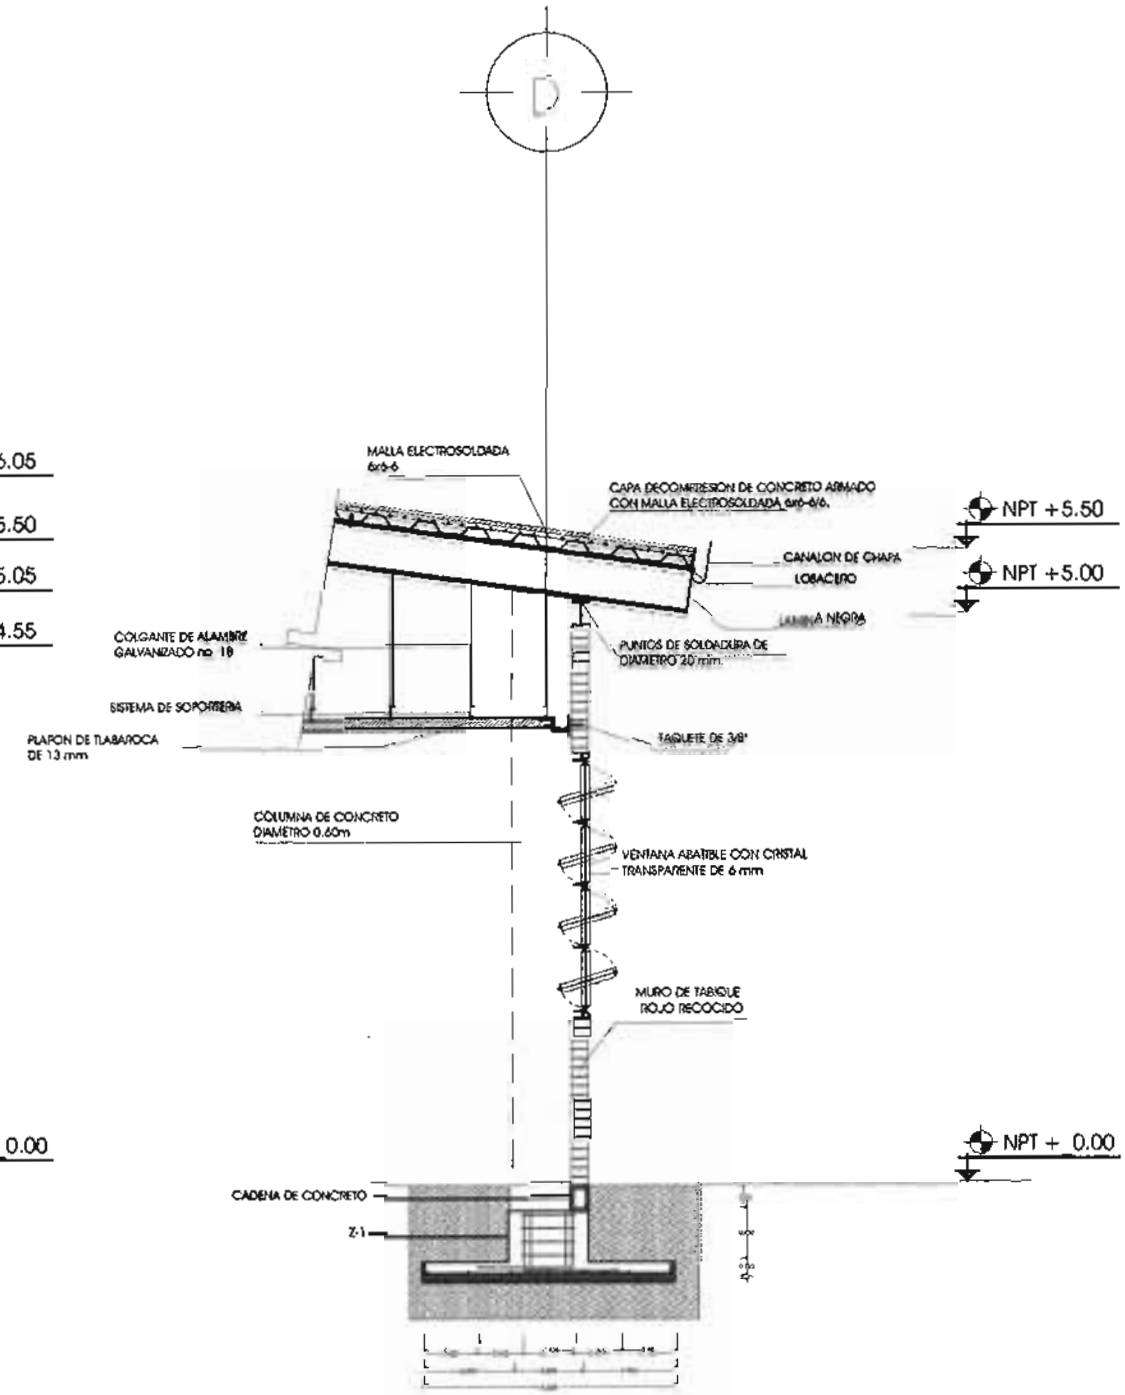 D
6.05
5.50
5.05
4.55
0.00
MALLA ELECTROSOLDADA
6x6-6
CAPA DECOMPRESION DE CONCRETO ARMADO
CON MALLA ELECTROSOLDADA 6x6-6/6.
NPT +5.50
CANALON DE CHAPA
LOSACERO
NPT +5.00
LAMINA NEGRA
COLGANTE DE ALAMBRE
GALVANIZADO no. 18
PUNTOS DE SOLDADURA DE
DIAMETRO 20 mm.
SISTEMA DE SOPORTERIA
PLAFON DE TLABAROCA
DE 13 mm
TAQUETE DE 3/8"
COLUMNA DE CONCRETO
DIAMETRO 0.60m
VENTANA ABATIBLE CON CRISTAL
TRANSPARENTE DE 6 mm
MURO DE TABIQUE
ROJO RECOCIDO
NPT + 0.00
CADENA DE CONCRETO
Z-1